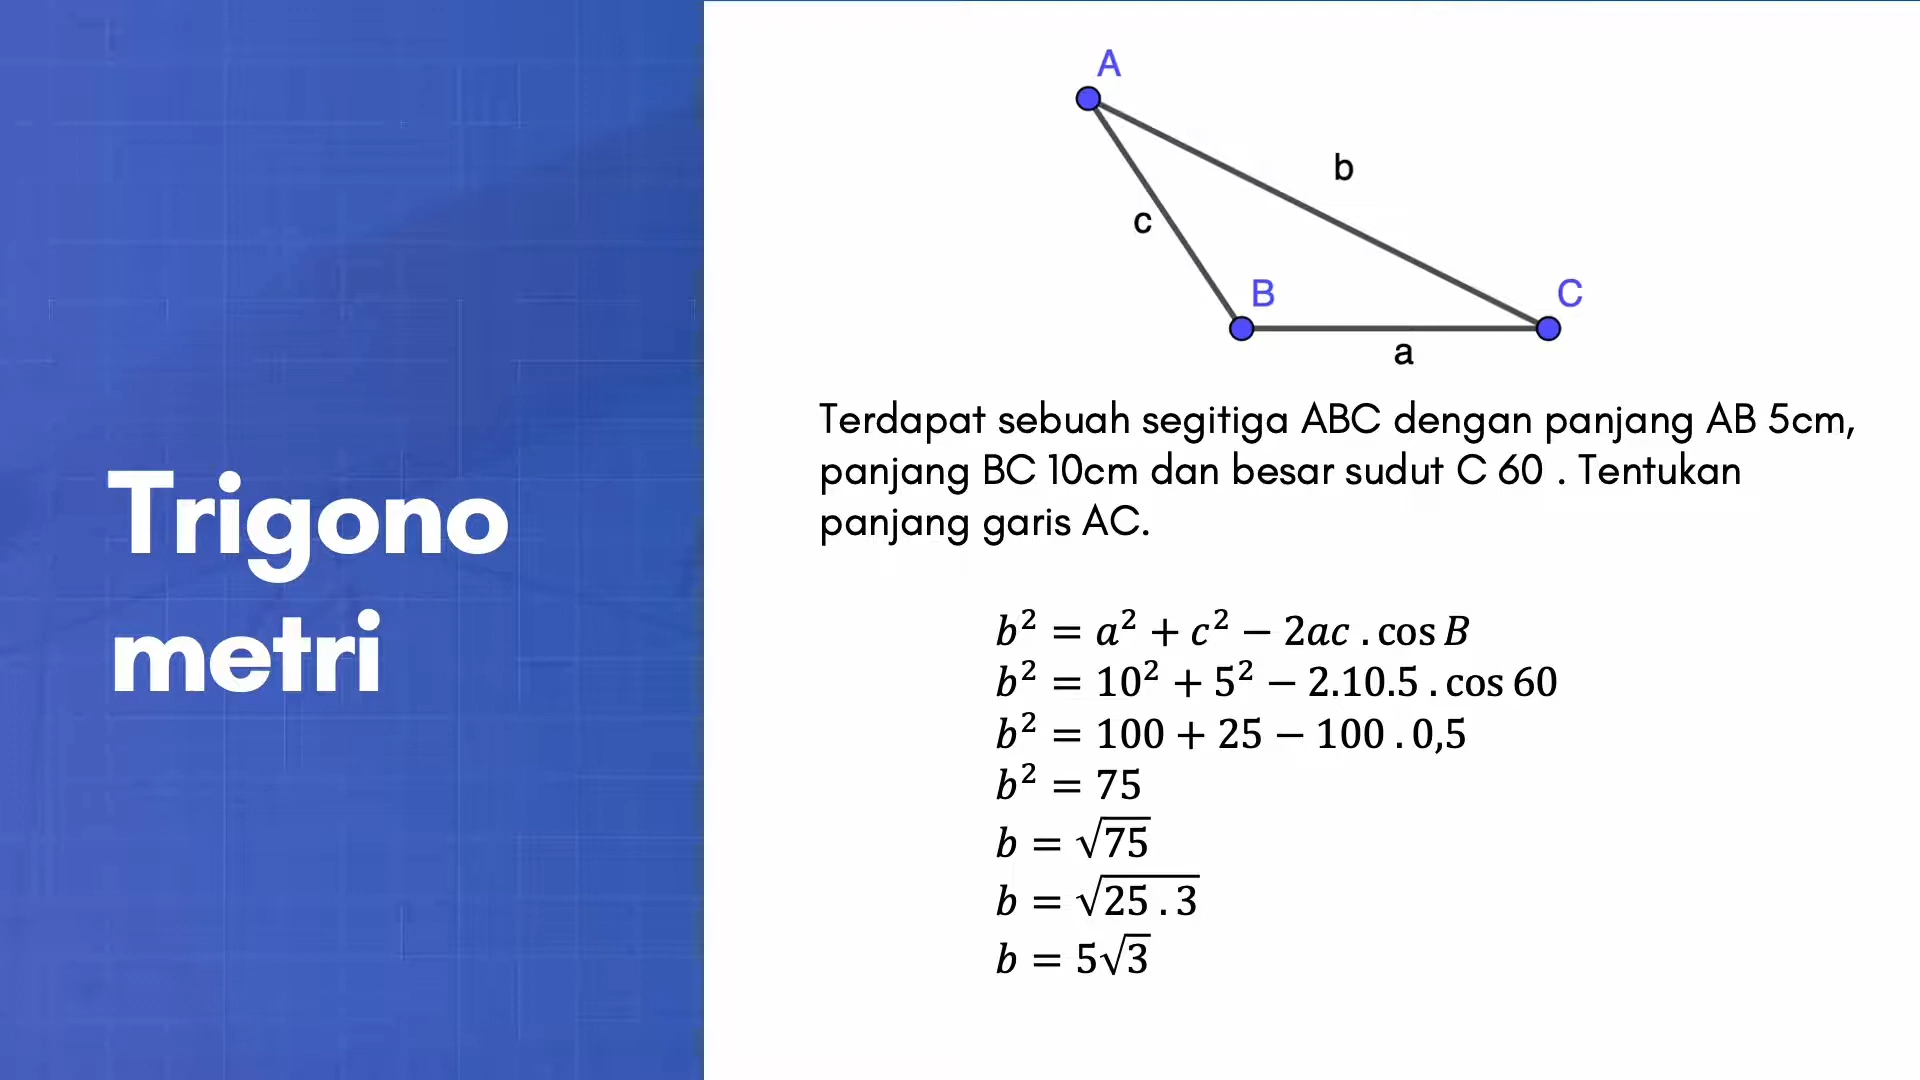 Trigono
metri
A
b
c
B
C
a
Terdapat sebuah segitiga ABC dengan panjang AB 5cm,
panjang BC 10cm dan besar sudut C 60 . Tentukan
panjang garis AC.
b² = a² + c² − 2ac . cos B
b² = 10² + 5² − 2.10.5 . cos 60
b² = 100 + 25 − 100 . 0,5
b² = 75
b = √75
b = √25 . 3
b = 5√3